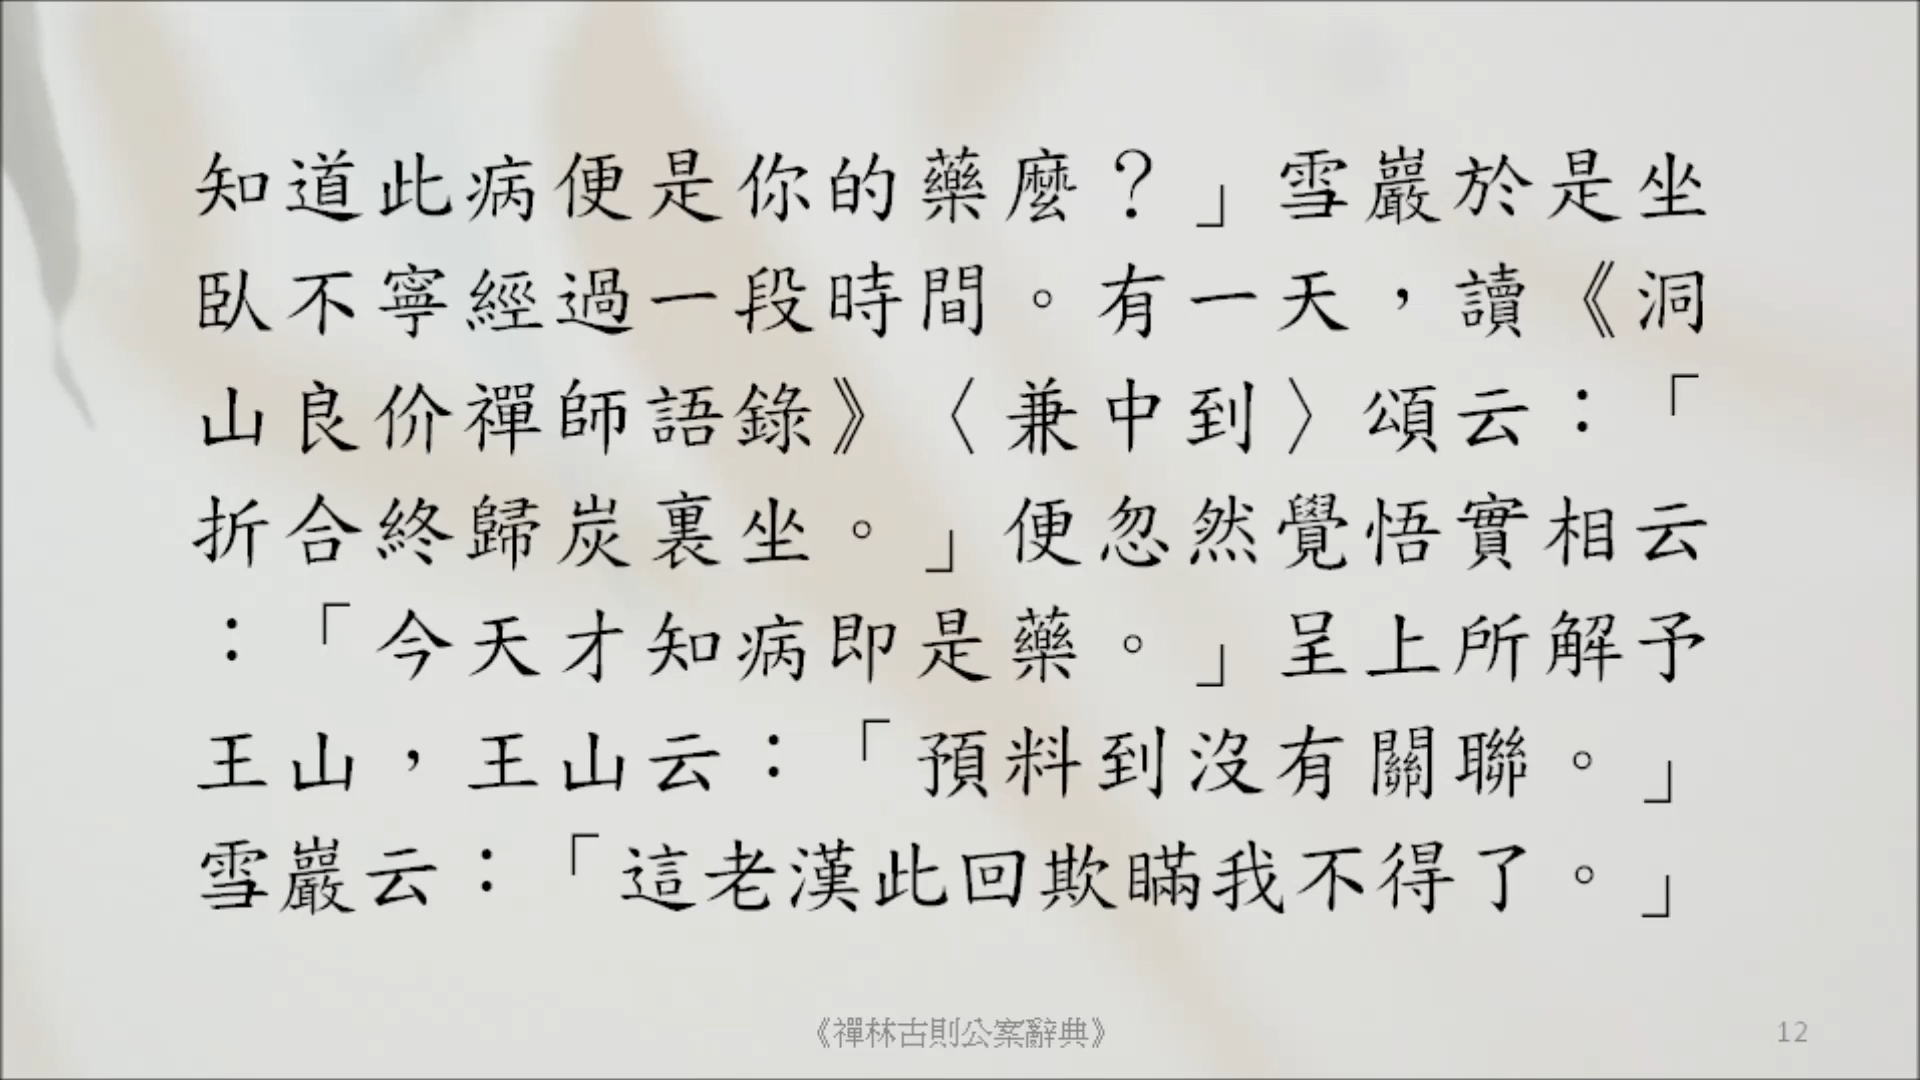 知道此病便是你的藥麼？」雪巖於是坐
臥不寧經過一段時間。有一天，讀《洞
山良价禪師語錄》〈兼中到〉頌云：「
折合終歸炭裏坐。」便忽然覺悟實相云
：「今天才知病即是藥。」呈上所解予
王山，王山云：「預料到沒有關聯。」
雪巖云：「這老漢此回欺瞞我不得了。」
《禪林古則公案辭典》
12